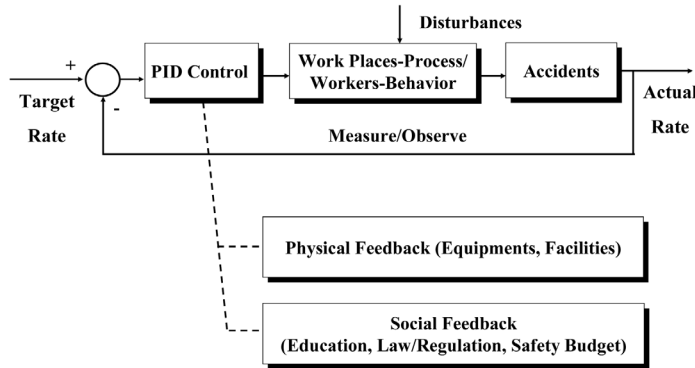 Disturbances
+
PID Control
Work Places-Process/
Workers-Behavior
Accidents
Target
Rate
-
Actual
Rate
Measure/Observe
Physical Feedback (Equipments, Facilities)
Social Feedback
(Education, Law/Regulation, Safety Budget)